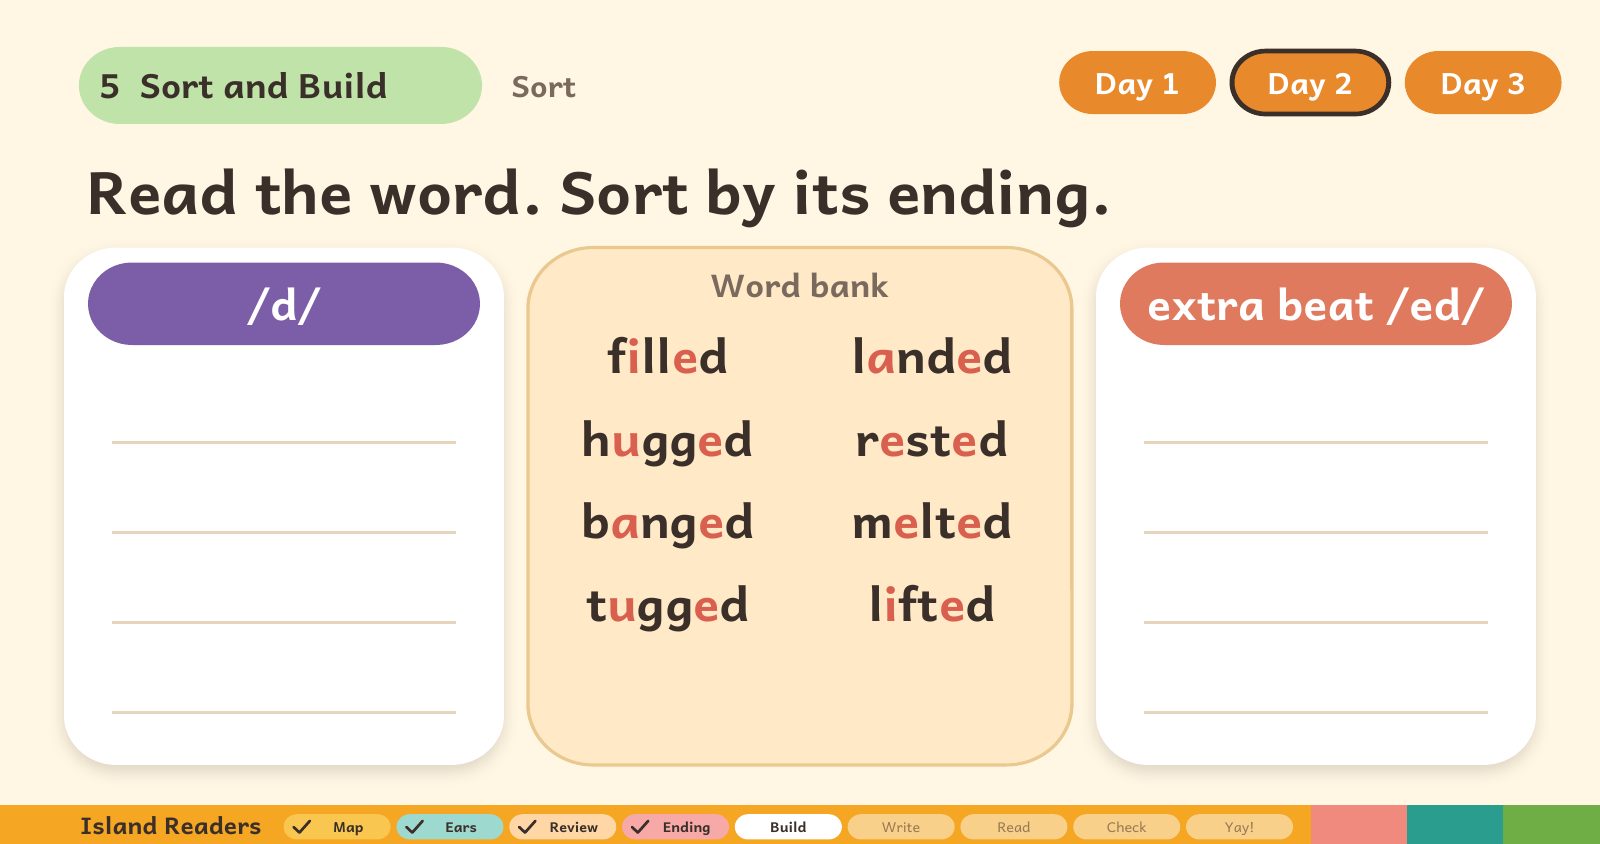 5 Sort and Build
Sort
Day 1
Day 2
Day 3
Read the word. Sort by its ending.
/d/
Word bank
filled
landed
hugged
rested
banged
melted
tugged
lifted
extra beat /ed/
Island Readers
Map
Ears
Review
Ending
Build
Write
Read
Check
Yay!